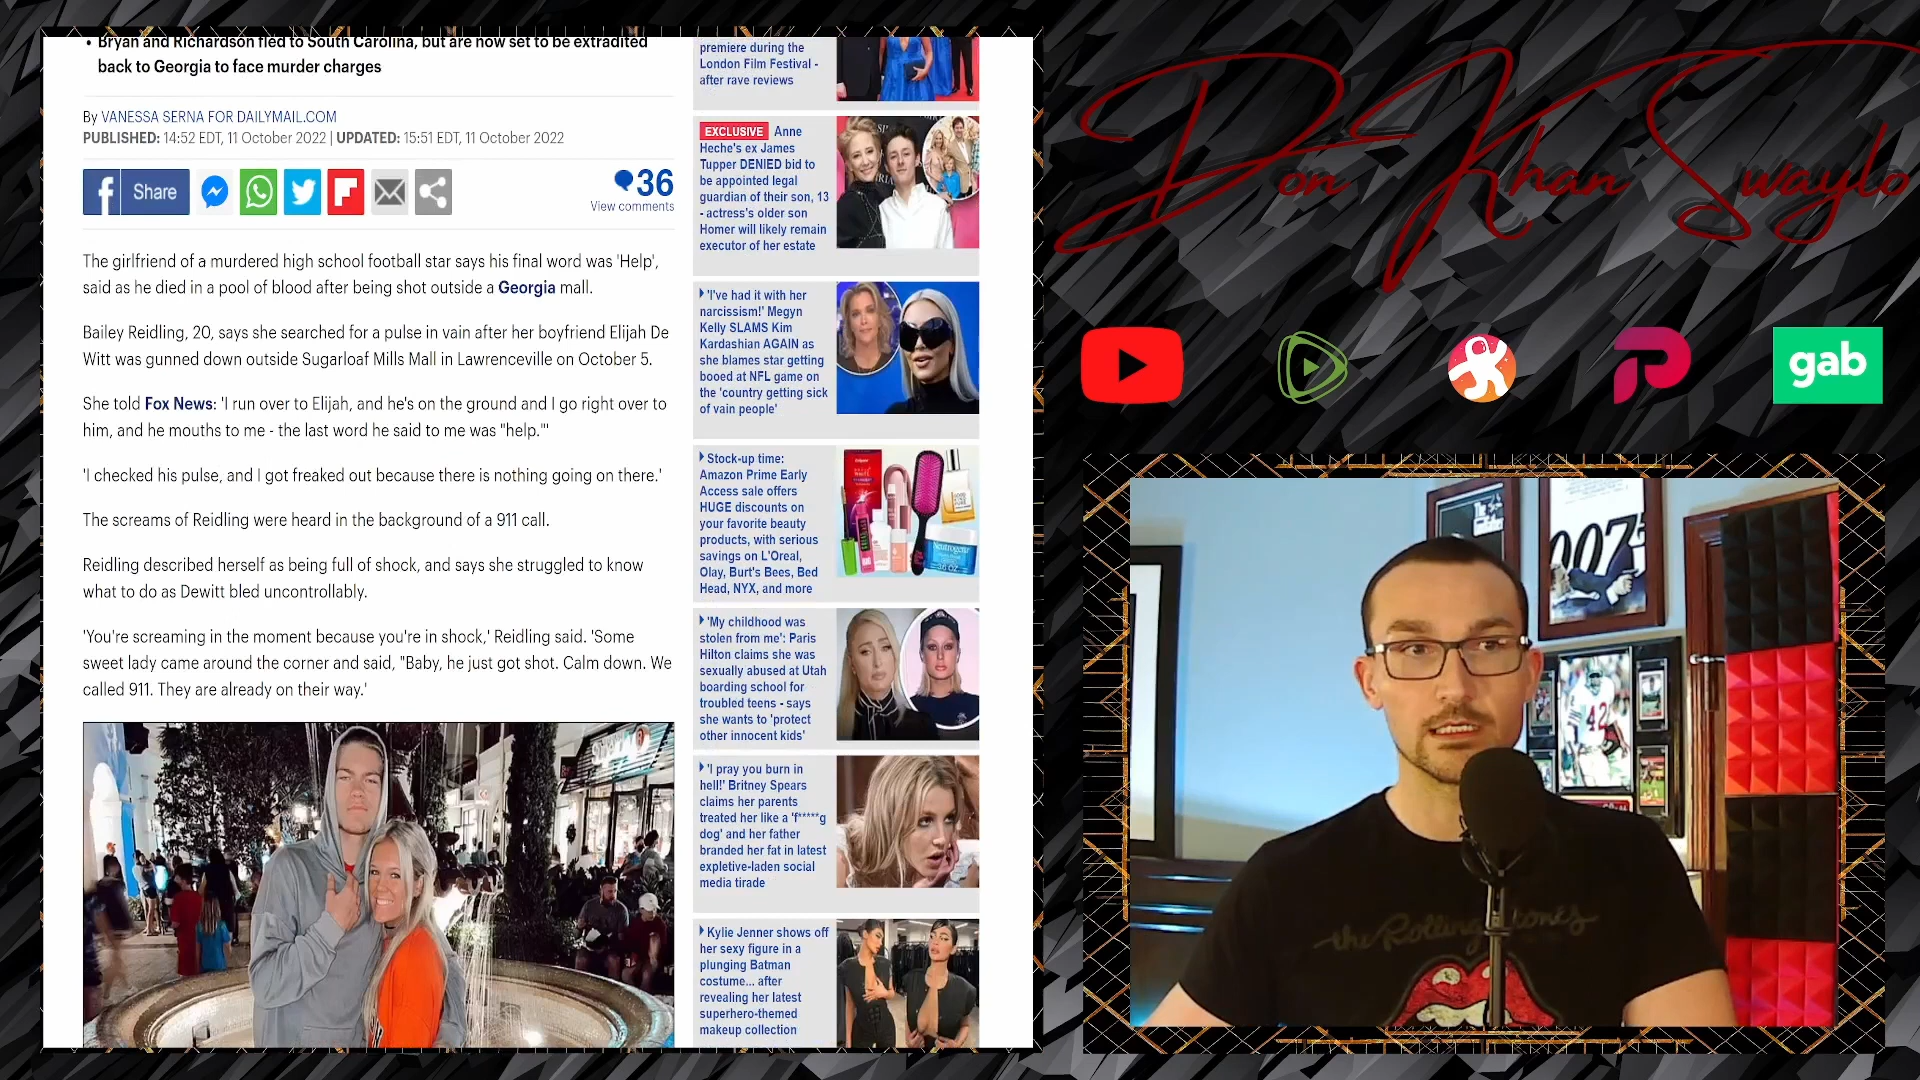 • Bryan and Richardson fled to South Carolina, but are now set to be extradited
back to Georgia to face murder charges
By VANESSA SERNA FOR DAILYMAIL.COM
PUBLISHED: 14:52 EDT, 11 October 2022 | UPDATED: 15:51 EDT, 11 October 2022
f Share
36
View comments
The girlfriend of a murdered high school football star says his final word was 'Help',
said as he died in a pool of blood after being shot outside a Georgia mall.
Bailey Reidling, 20, says she searched for a pulse in vain after her boyfriend Elijah De
Witt was gunned down outside Sugarloaf Mills Mall in Lawrenceville on October 5.
She told Fox News: 'I run over to Elijah, and he's on the ground and I go right over to
him, and he mouths to me - the last word he said to me was "help."'
'I checked his pulse, and I got freaked out because there is nothing going on there.'
The screams of Reidling were heard in the background of a 911 call.
Reidling described herself as being full of shock, and says she struggled to know
what to do as Dewitt bled uncontrollably.
'You're screaming in the moment because you're in shock,' Reidling said. 'Some
sweet lady came around the corner and said, "Baby, he just got shot. Calm down. We
called 911. They are already on their way.'
premiere during the
London Film Festival -
after rave reviews
EXCLUSIVE Anne
Heche's ex James
Tupper DENIED bid to
be appointed legal
guardian of their son, 13
- actress's older son
Homer will likely remain
executor of her estate
'I've had it with her
narcissism!' Megyn
Kelly SLAMS Kim
Kardashian AGAIN as
she blames star getting
booed at NFL game on
the 'country getting sick
of vain people'
Stock-up time:
Amazon Prime Early
Access sale offers
HUGE discounts on
your favorite beauty
products, with serious
savings on L'Oreal,
Olay, Burt's Bees, Bed
Head, NYX, and more
Neutrogena
'My childhood was
stolen from me': Paris
Hilton claims she was
sexually abused at Utah
boarding school for
troubled teens - says
she wants to 'protect
other innocent kids'
'I pray you burn in
hell!' Britney Spears
claims her parents
treated her like a 'f*****g
dog' and her father
branded her fat in latest
expletive-laden social
media tirade
Kylie Jenner shows off
her sexy figure in a
plunging Batman
costume... after
revealing her latest
superhero-themed
makeup collection
Don Khan Swaylo
gab
007
42
the Rolling Stones